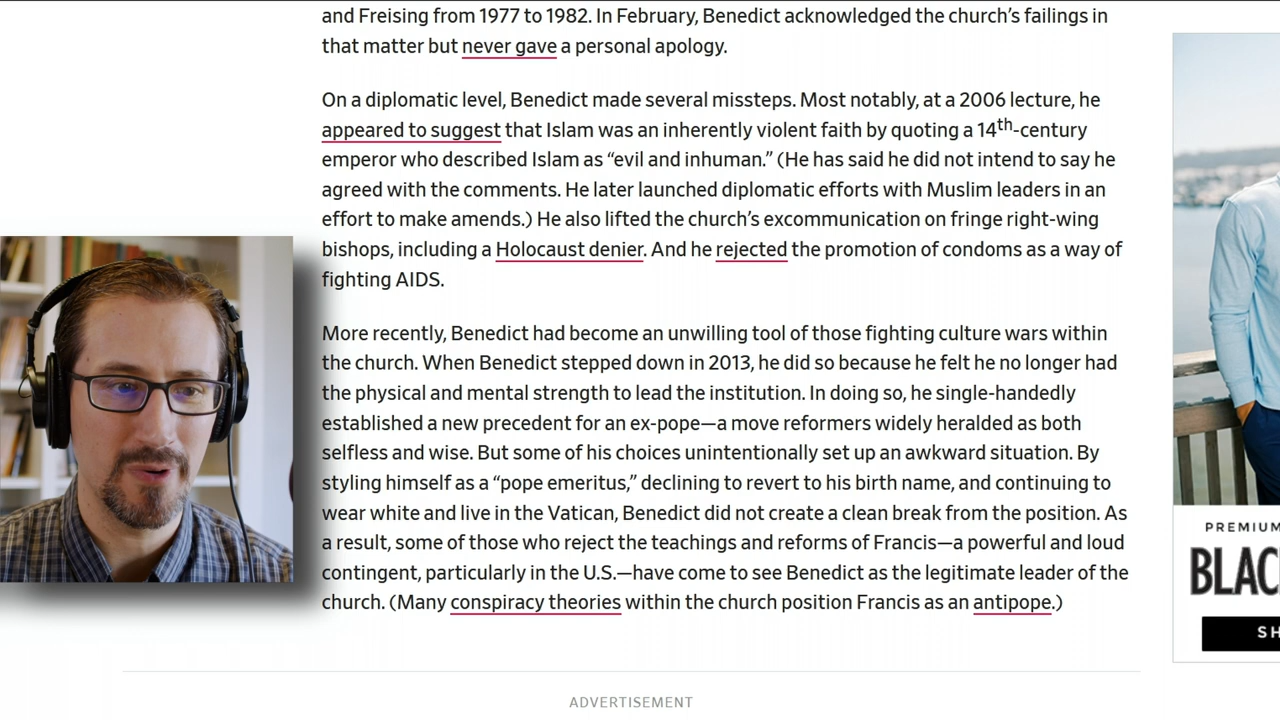 and Freising from 1977 to 1982. In February, Benedict acknowledged the church’s failings in
that matter but never gave a personal apology.
On a diplomatic level, Benedict made several missteps. Most notably, at a 2006 lecture, he
appeared to suggest that Islam was an inherently violent faith by quoting a 14th-century
emperor who described Islam as “evil and inhuman.” (He has said he did not intend to say he
agreed with the comments. He later launched diplomatic efforts with Muslim leaders in an
effort to make amends.) He also lifted the church’s excommunication on fringe right-wing
bishops, including a Holocaust denier. And he rejected the promotion of condoms as a way of
fighting AIDS.
More recently, Benedict had become an unwilling tool of those fighting culture wars within
the church. When Benedict stepped down in 2013, he did so because he felt he no longer had
the physical and mental strength to lead the institution. In doing so, he single-handedly
established a new precedent for an ex-pope—a move reformers widely heralded as both
selfless and wise. But some of his choices unintentionally set up an awkward situation. By
styling himself as a “pope emeritus,” declining to revert to his birth name, and continuing to
wear white and live in the Vatican, Benedict did not create a clean break from the position. As
a result, some of those who reject the teachings and reforms of Francis—a powerful and loud
contingent, particularly in the U.S.—have come to see Benedict as the legitimate leader of the
church. (Many conspiracy theories within the church position Francis as an antipope.)
ADVERTISEMENT
PREMIUM
BLAC
SH